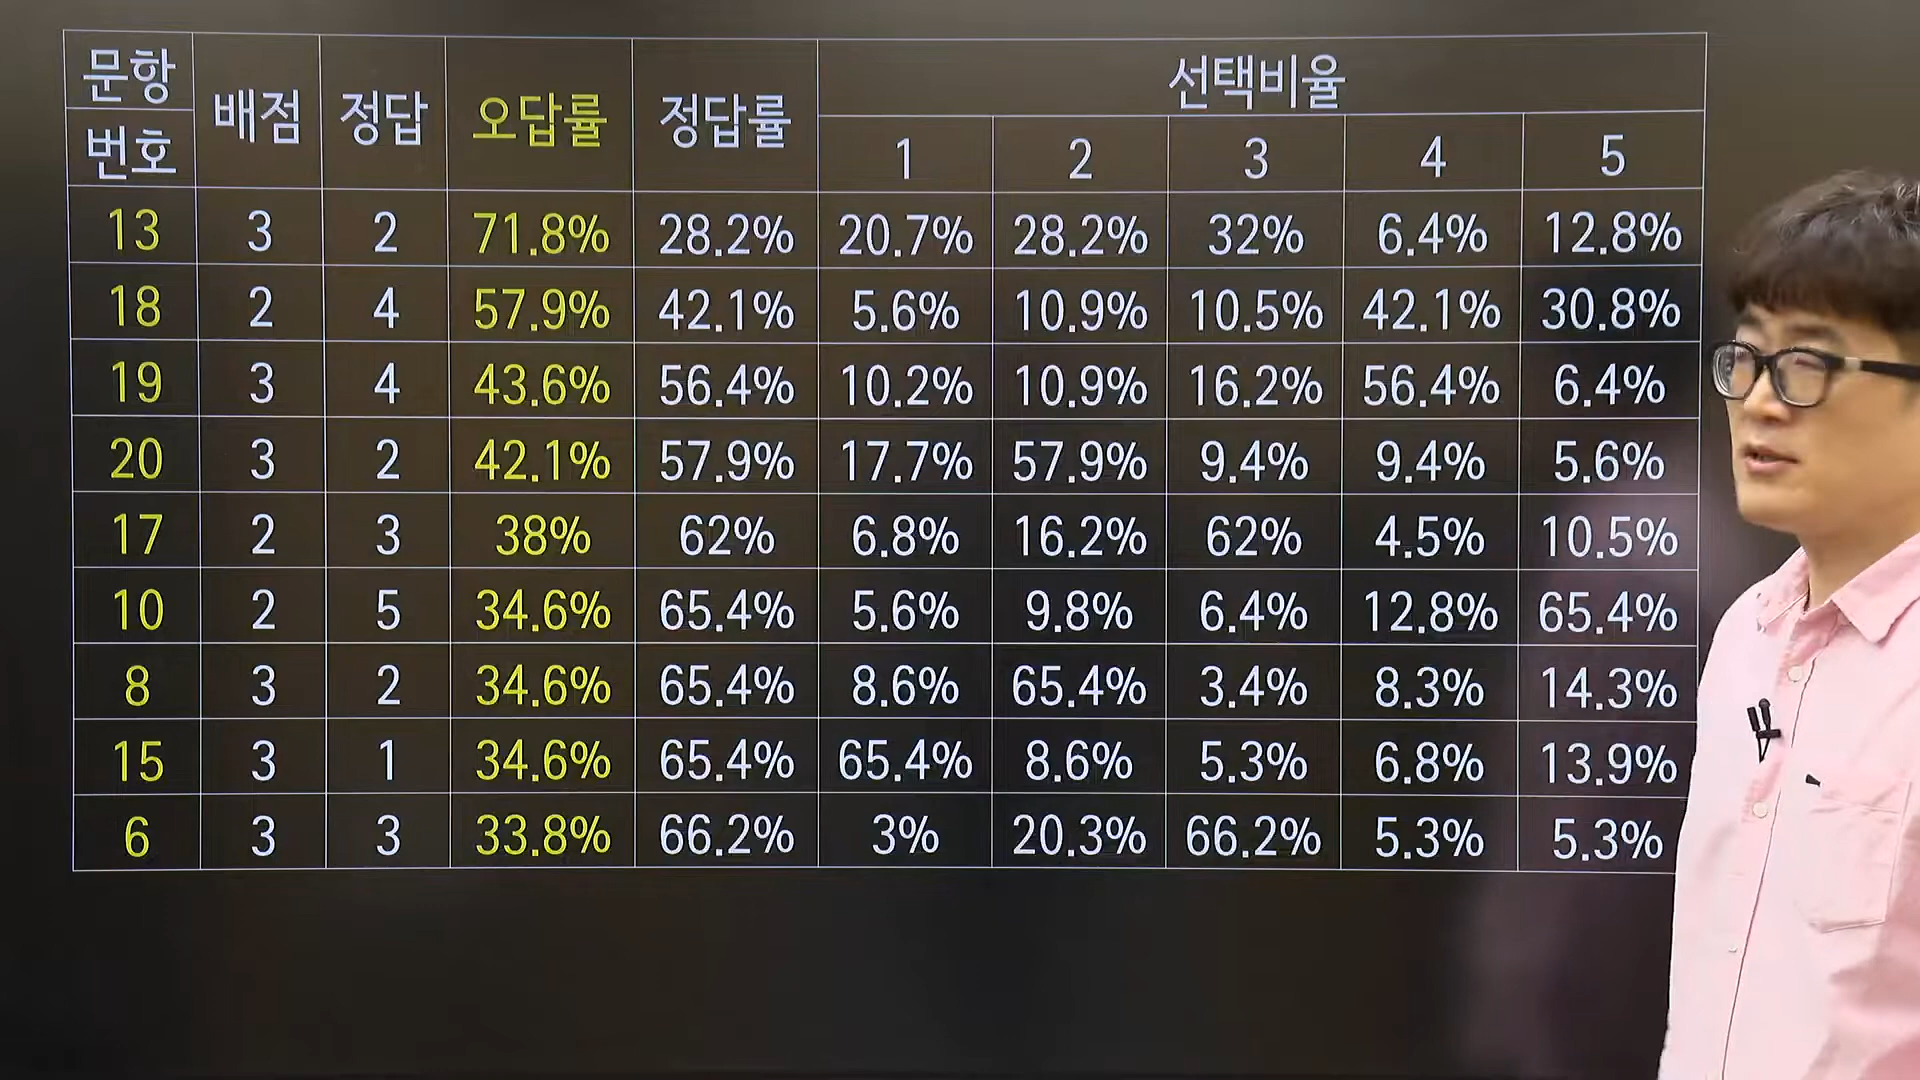 문항 번호 배점 정답 오답률 정답률 선택비율
1 2 3 4 5
13 3 2 71.8% 28.2% 20.7% 28.2% 32% 6.4% 12.8%
18 2 4 57.9% 42.1% 5.6% 10.9% 10.5% 42.1% 30.8%
19 3 4 43.6% 56.4% 10.2% 10.9% 16.2% 56.4% 6.4%
20 3 2 42.1% 57.9% 17.7% 57.9% 9.4% 9.4% 5.6%
17 2 3 38% 62% 6.8% 16.2% 62% 4.5% 10.5%
10 2 5 34.6% 65.4% 5.6% 9.8% 6.4% 12.8% 65.4%
8 3 2 34.6% 65.4% 8.6% 65.4% 3.4% 8.3% 14.3%
15 3 1 34.6% 65.4% 65.4% 8.6% 5.3% 6.8% 13.9%
6 3 3 33.8% 66.2% 3% 20.3% 66.2% 5.3% 5.3%